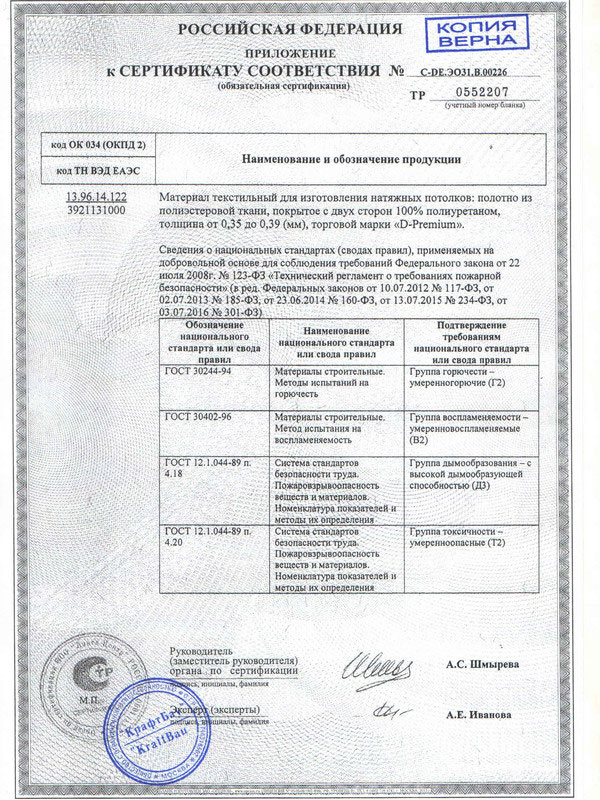 РОССИЙСКАЯ ФЕДЕРАЦИЯ
КОПИЯ
ВЕРНА
ПРИЛОЖЕНИЕ
к СЕРТИФИКАТУ СООТВЕТСТВИЯ № C-DE.ЭО31.В.00226
(обязательная сертификация)
ТР 0552207
(учетный номер бланка)
код ОК 034 (ОКПД 2)
код ТН ВЭД ЕАЭС
Наименование и обозначение продукции
13.96.14.122
3921131000
Материал текстильный для изготовления натяжных потолков: полотно из
полиэстеровой ткани, покрытое с двух сторон 100% полиуретаном,
толщина от 0,35 до 0,39 (мм), торговой марки «D-Premium».
Сведения о национальных стандартах (сводах правил), применяемых на
добровольной основе для соблюдения требований Федерального закона от 22
июля 2008г. № 123-ФЗ «Технический регламент о требованиях пожарной
безопасности» (в ред. Федеральных законов от 10.07.2012 № 117-ФЗ, от
02.07.2013 № 185-ФЗ, от 23.06.2014 № 160-ФЗ, от 13.07.2015 № 234-ФЗ, от
03.07.2016 № 301-ФЗ)
Обозначение
национального
стандарта или свода
правил
Наименование
национального стандарта
или свода правил
Подтверждение
требованиям
национального стандарта
или свода правил
ГОСТ 30244-94
Материалы строительные.
Методы испытаний на
горючесть
Группа горючести –
умеренногорючие (Г2)
ГОСТ 30402-96
Материалы строительные.
Метод испытания на
воспламеняемость
Группа воспламеняемости –
умеренновоспламеняемые
(В2)
ГОСТ 12.1.044-89 п.
4.18
Система стандартов
безопасности труда.
Пожаровзрывоопасность
веществ и материалов.
Номенклатура показателей и
методы их определения
Группа дымообразования – с
высокой дымообразующей
способностью (Д3)
ГОСТ 12.1.044-89 п.
4.20
Система стандартов
безопасности труда.
Пожаровзрывоопасность
веществ и материалов.
Номенклатура показателей и
методы их определения
Группа токсичности –
умеренноопасные (Т2)
Руководитель
(заместитель руководителя)
органа по сертификации
подпись, инициалы, фамилия
А.С. Шмырева
М.П.
Эксперт (эксперты)
подпись, инициалы, фамилия
А.Е. Иванова
"КрафтБау"
"KraftBau"